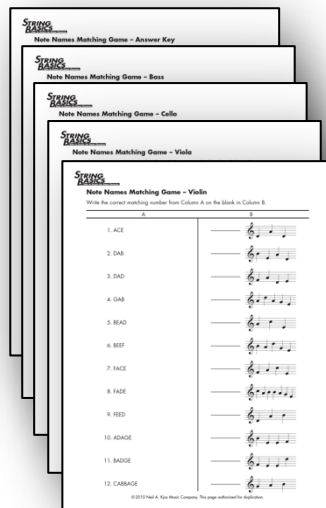 STRING
BASICS
Note Names Matching Game – Answer Key
STRING
BASICS
Note Names Matching Game – Bass
STRING
BASICS
Note Names Matching Game – Cello
STRING
BASICS
Note Names Matching Game – Viola
STRING
BASICS
Note Names Matching Game – Violin
Write the correct matching number from Column A on the blank in Column B.
A B
1. ACE
2. DAB
3. DAD
4. GAB
5. BEAD
6. BEEF
7. FACE
8. FADE
9. FEED
10. ADAGE
11. BADGE
12. CABBAGE
©2010 Neil A. Kjos Music Company. This page authorized for duplication.